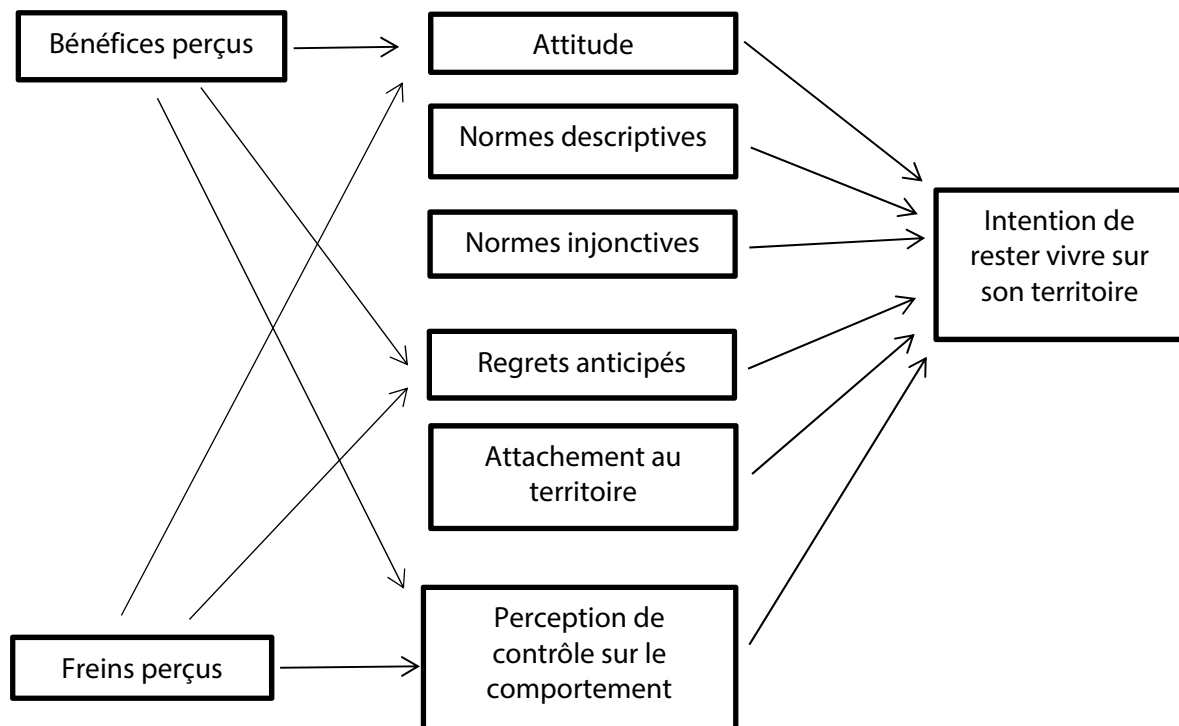 Bénéfices perçus
Attitude
Normes descriptives
Normes injonctives
Intention de
rester vivre sur
son territoire
Regrets anticipés
Attachement au
territoire
Freins perçus
Perception de
contrôle sur le
comportement